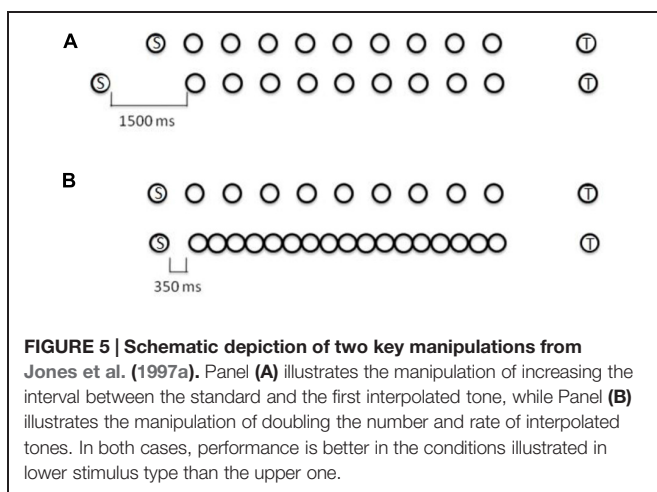 A
S
T
S
T
1500 ms
B
S
T
S
T
350 ms
FIGURE 5 | Schematic depiction of two key manipulations from
Jones et al. (1997a). Panel (A) illustrates the manipulation of increasing the
interval between the standard and the first interpolated tone, while Panel (B)
illustrates the manipulation of doubling the number and rate of interpolated
tones. In both cases, performance is better in the conditions illustrated in
lower stimulus type than the upper one.